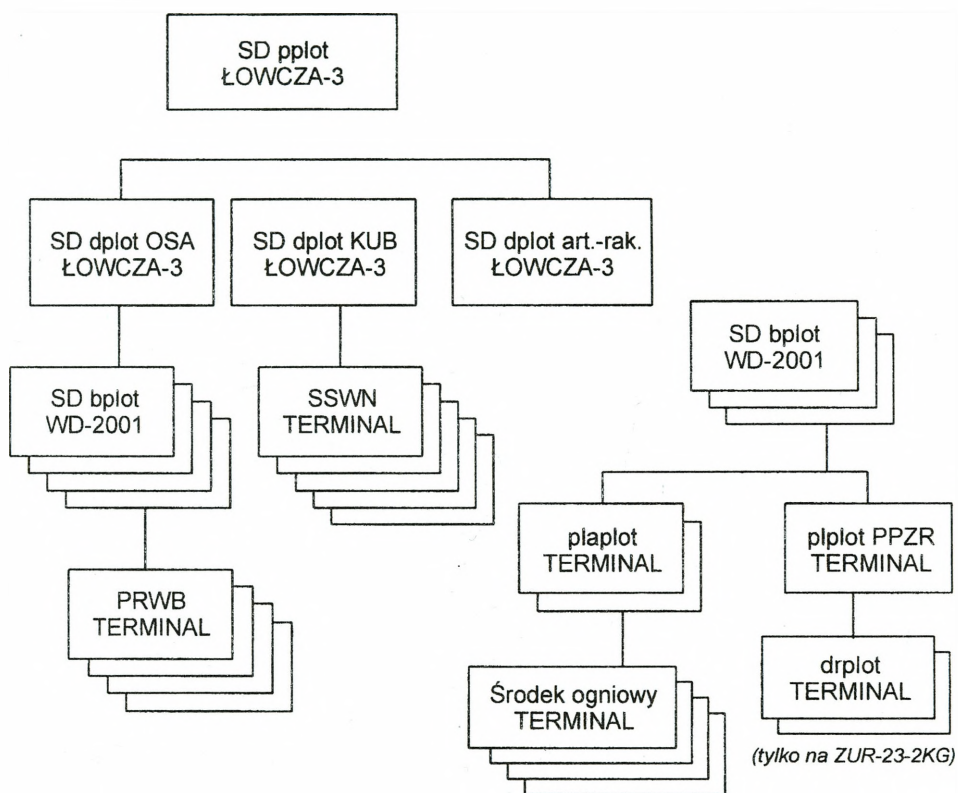 SD pplot
ŁOWCZA-3
SD dplot OSA
ŁOWCZA-3
SD dplot KUB
ŁOWCZA-3
SD dplot art.-rak.
ŁOWCZA-3
SD bplot
WD-2001
SD bplot
WD-2001
SSWN
TERMINAL
plaplot
TERMINAL
plplot PPZR
TERMINAL
PRWB
TERMINAL
Środek ogniowy
TERMINAL
drplot
TERMINAL
(tylko na ZUR-23-2KG)